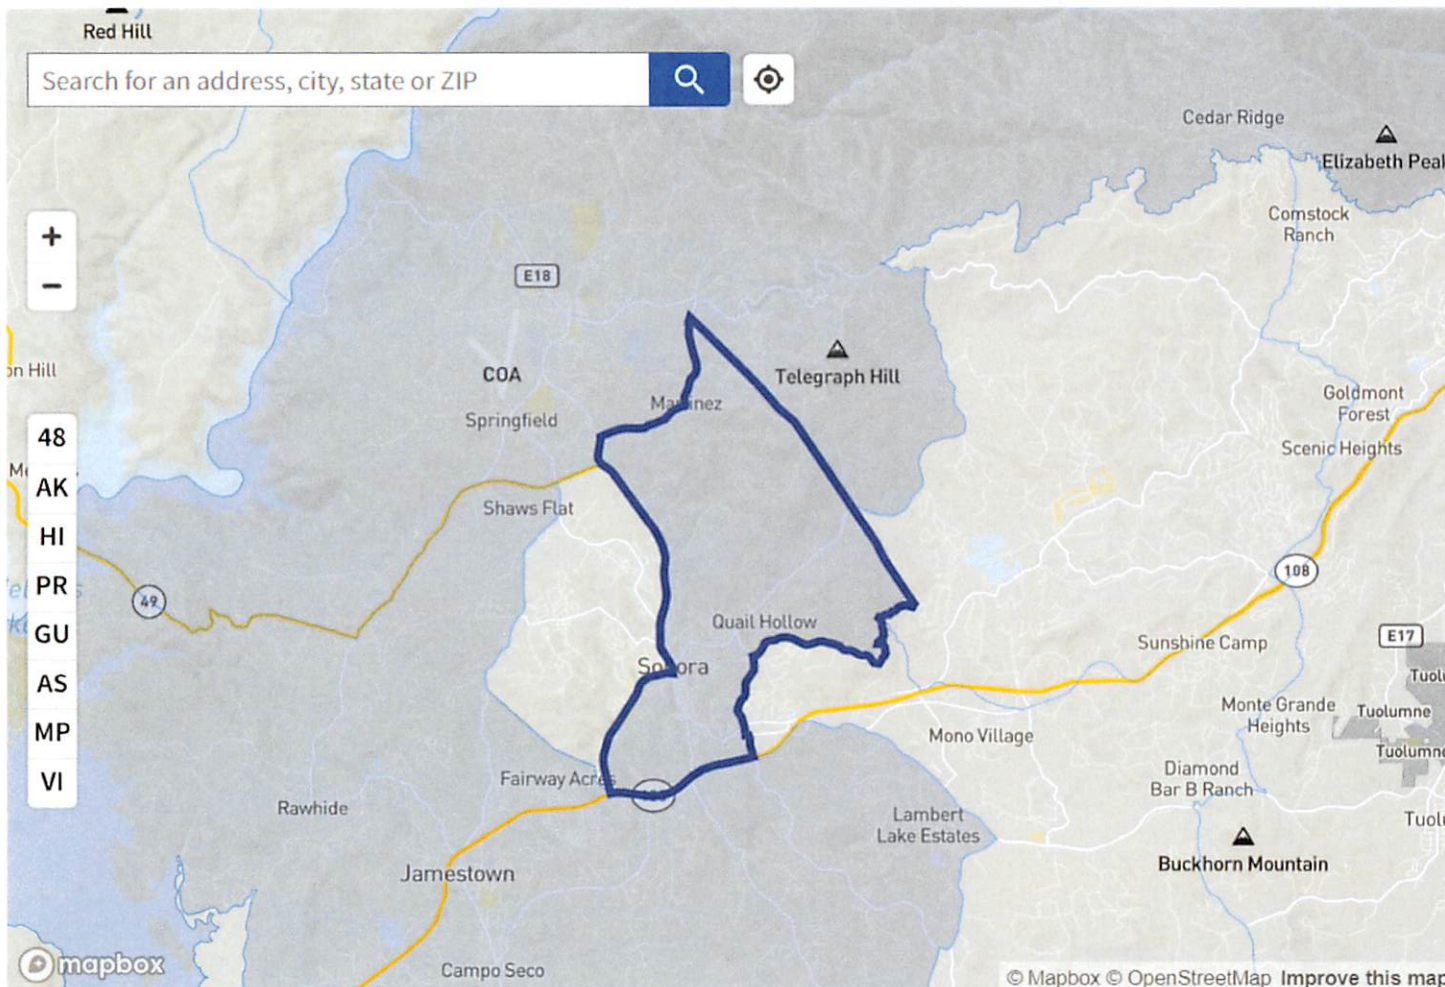 Red Hill
Search for an address, city, state or ZIP
Cedar Ridge
Elizabeth Peak
+
Comstock
Ranch
E18
−
on Hill
COA
Telegraph Hill
Goldmont
Forest
Springfield
Scenic Heights
48
AK
Shaws Flat
HI
108
PR
49
GU
Quail Hollow
E17
Sunshine Camp
Sonora
AS
Monte Grande
Heights
Tuolumne
MP
Mono Village
VI
Fairway Acres
Diamond
Bar B Ranch
Rawhide
Lambert
Lake Estates
Jamestown
Buckhorn Mountain
mapbox
Campo Seco
© Mapbox © OpenStreetMap Improve this map